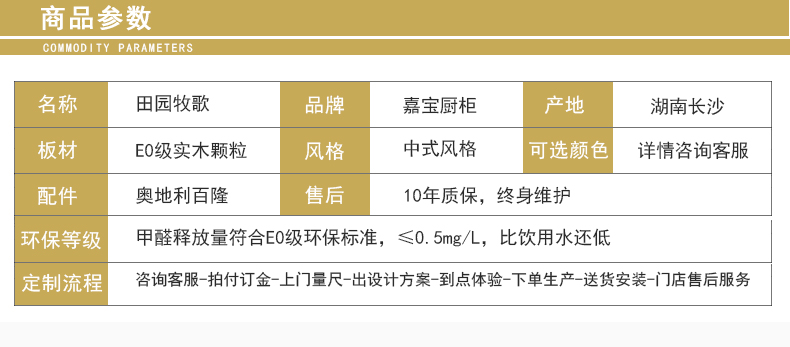 商品参数
COMMODITY PARAMETERS
名称 田园牧歌 品牌 嘉宝厨柜 产地 湖南长沙
板材 E0级实木颗粒 风格 中式风格 可选颜色 详情咨询客服
配件 奥地利百隆 售后 10年质保，终身维护
环保等级 甲醛释放量符合E0级环保标准，≤0.5mg/L，比饮用水还低
定制流程 咨询客服-拍付订金-上门量尺-出设计方案-到点体验-下单生产-送货安装-门店售后服务